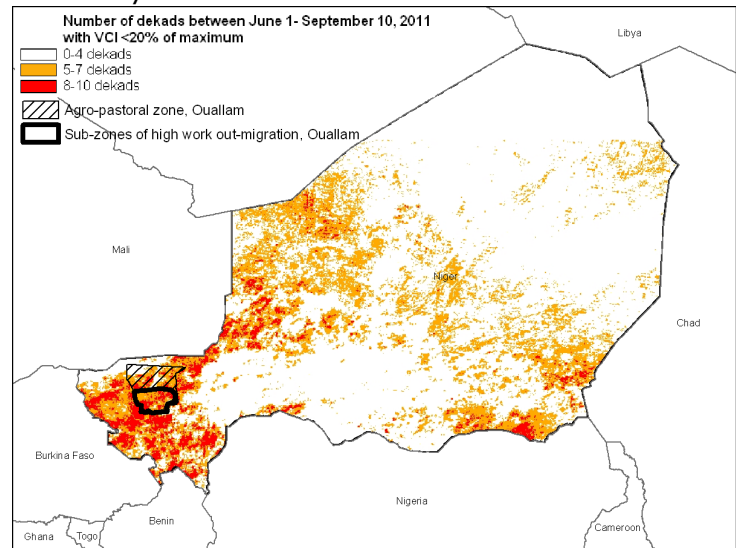 Number of dekads between June 1- September 10, 2011
with VCI <20% of maximum
0-4 dekads
5-7 dekads
8-10 dekads
Agro-pastoral zone, Ouallam
Sub-zones of high work out-migration, Ouallam
Libya
Mali
Niger
Chad
Burkina Faso
Nigeria
Benin
Ghana
Togo
Cameroon